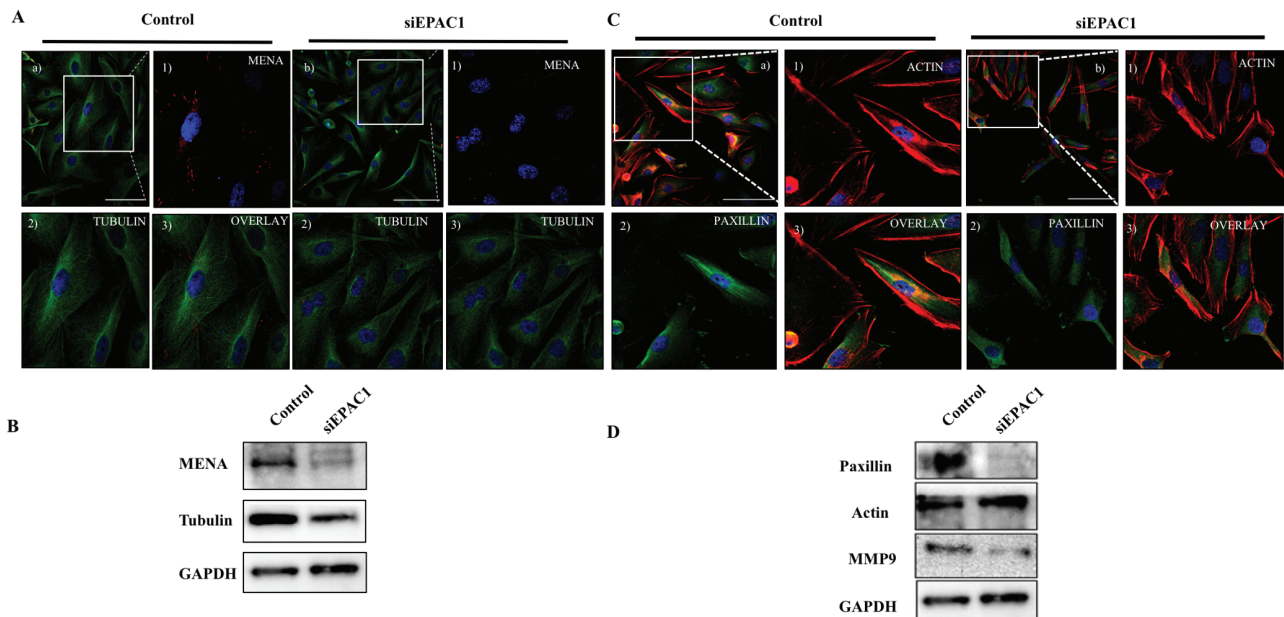 A
Control
siEPAC1
C
Control
siEPAC1
a)
1)
MENA
b)
1)
MENA
a)
1)
ACTIN
b)
1)
ACTIN
2)
TUBULIN
3)
OVERLAY
2)
TUBULIN
3)
TUBULIN
2)
PAXILLIN
3)
OVERLAY
2)
PAXILLIN
3)
OVERLAY
B
Control
siEPAC1
MENA
Tubulin
GAPDH
D
Control
siEPAC1
Paxillin
Actin
MMP9
GAPDH